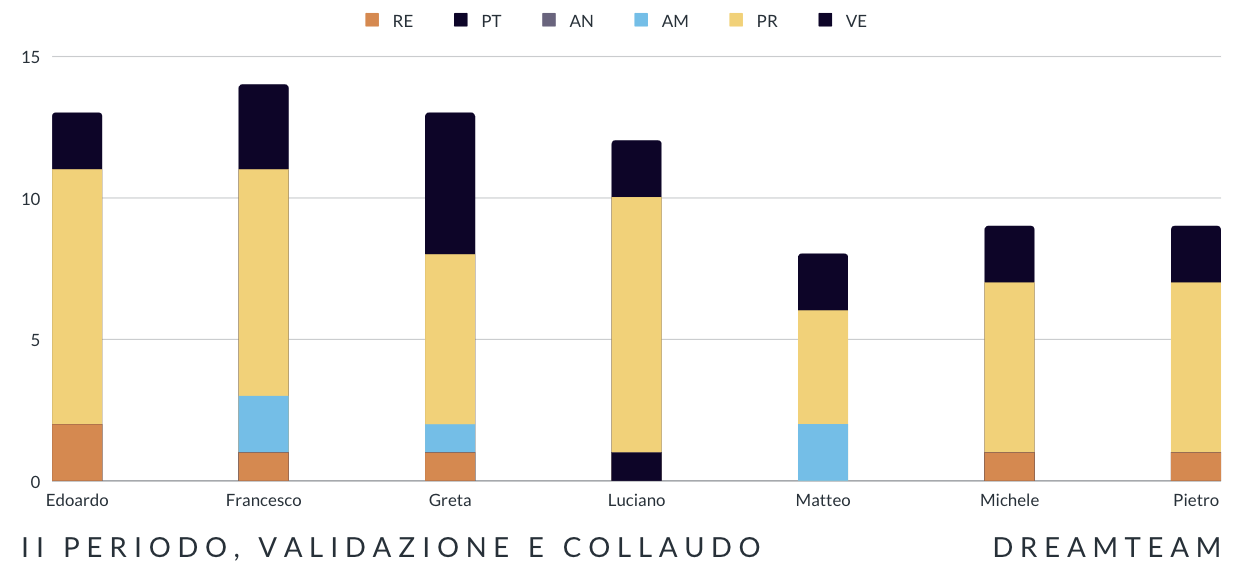 RE PT AN AM PR VE
15
10
5
0
Edoardo Francesco Greta Luciano Matteo Michele Pietro
II PERIODO, VALIDAZIONE E COLLAUDO DREAMTEAM